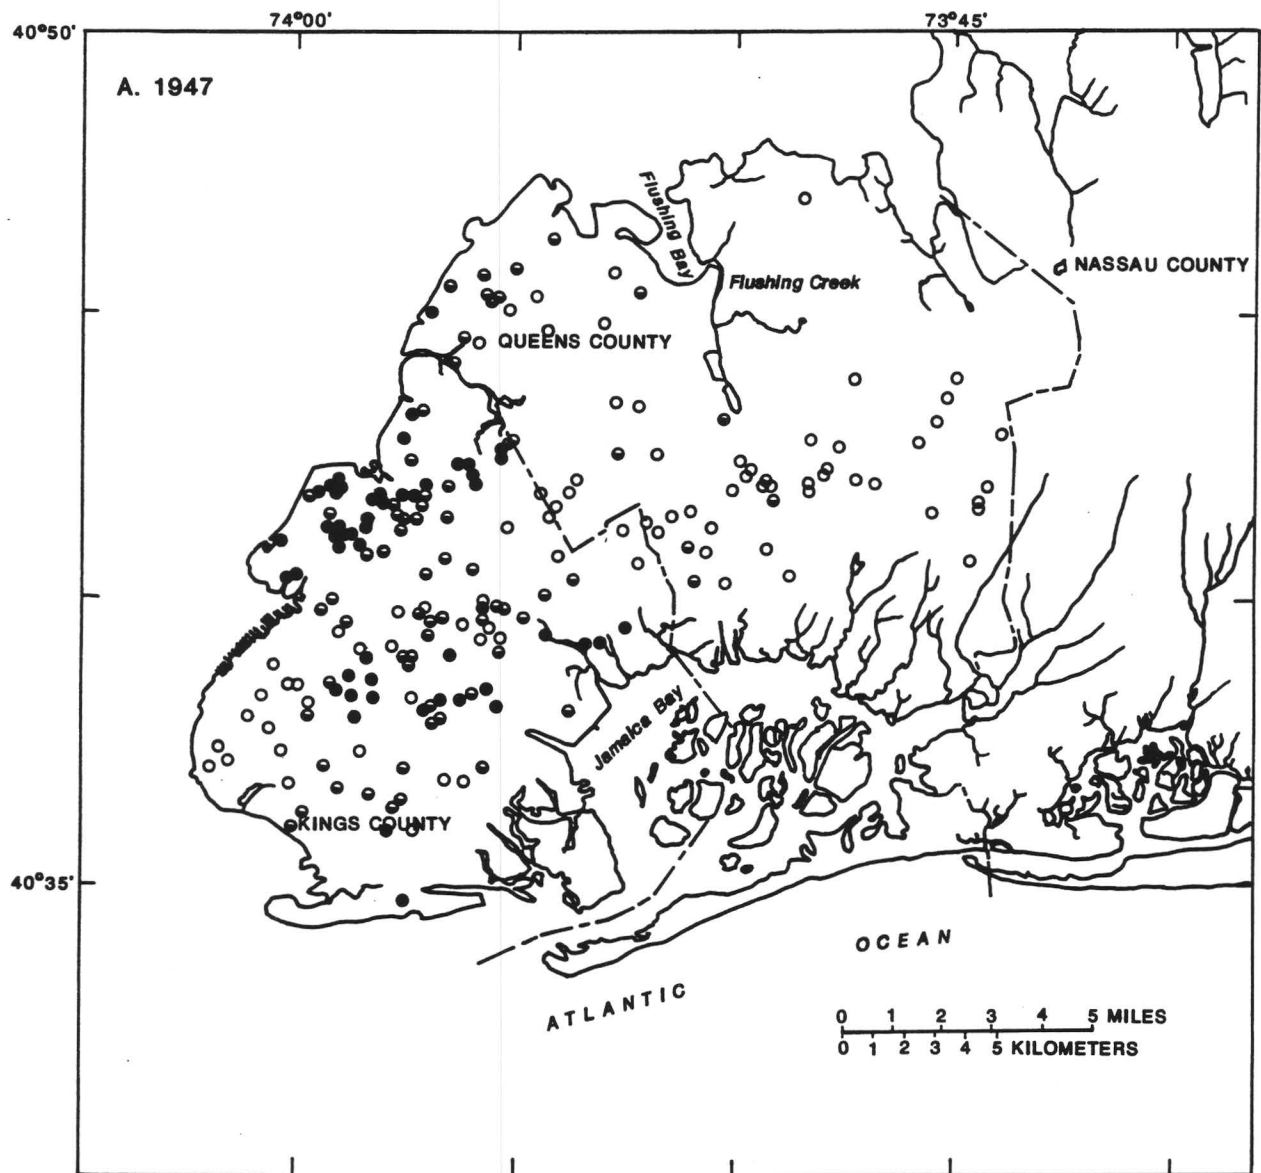 74°00' 73°45'
40°50'
A. 1947
Flushing Bay
NASSAU COUNTY
Flushing Creek
QUEENS COUNTY
Jamaica Bay
KINGS COUNTY
40°35'
OCEAN
ATLANTIC
0 1 2 3 4 5 MILES
0 1 2 3 4 5 KILOMETERS